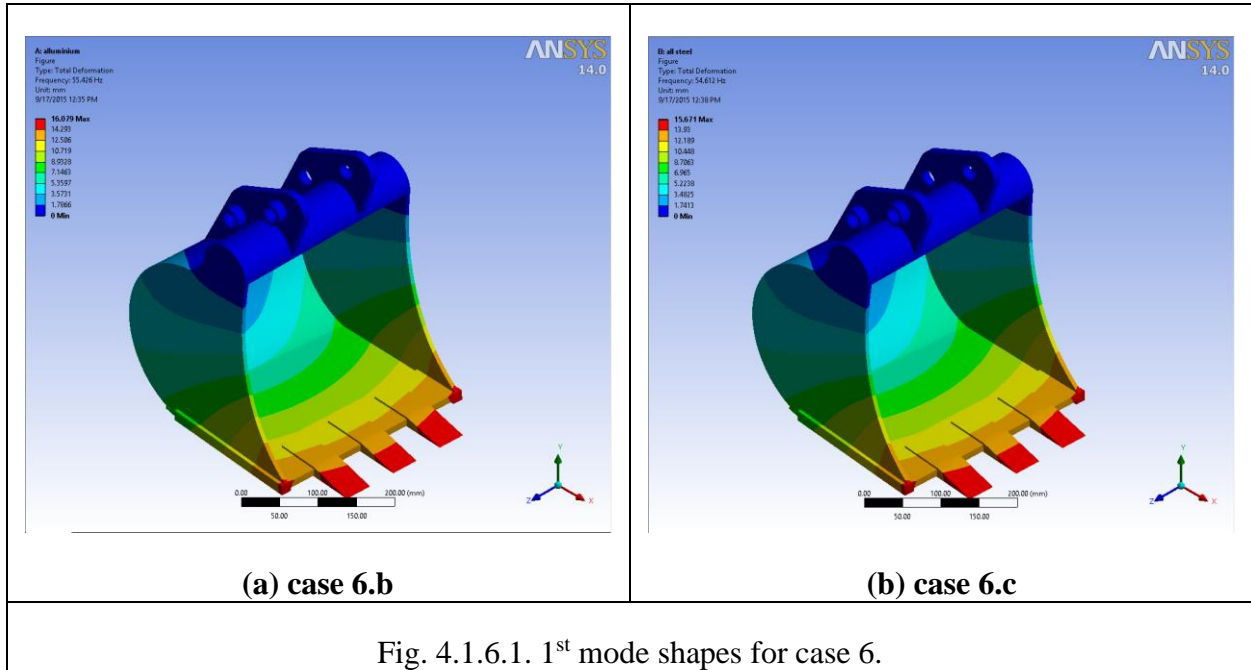 A: alluminium
Figure
Type: Total Deformation
Frequency: 55.426 Hz
Unit: mm
9/17/2015 12:35 PM
16.079 Max
14.293
12.506
10.719
8.9328
7.1463
5.3597
3.5731
1.7866
0 Min
ANSYS
14.0
Y
Z
X
0.00 100.00 200.00 (mm)
50.00 150.00
(a) case 6.b
B: all steel
Figure
Type: Total Deformation
Frequency: 54.612 Hz
Unit: mm
9/17/2015 12:38 PM
15.671 Max
13.93
12.189
10.448
8.7063
6.965
5.2238
3.4825
1.7413
0 Min
ANSYS
14.0
Y
Z
X
0.00 100.00 200.00 (mm)
50.00 150.00
(b) case 6.c
Fig. 4.1.6.1. 1st mode shapes for case 6.